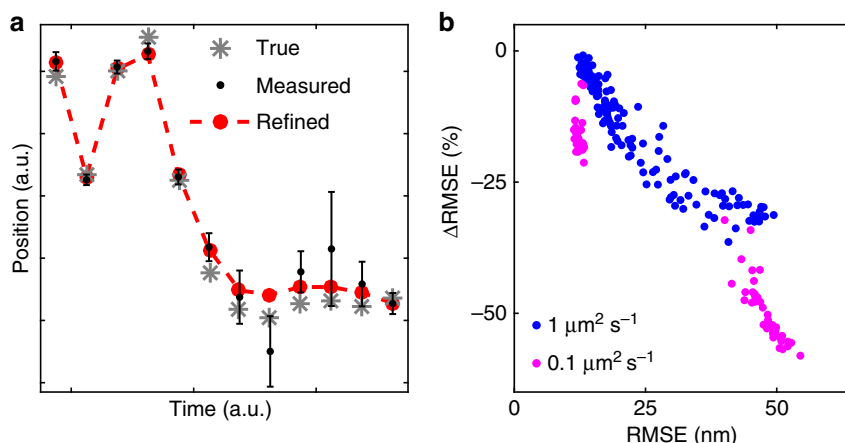 a
True
Measured
Refined
Position (a.u.)
Time (a.u.)
b
−0
−25
−50
ΔRMSE (%)
1 μm² s⁻¹
0.1 μm² s⁻¹
0 25 50
RMSE (nm)